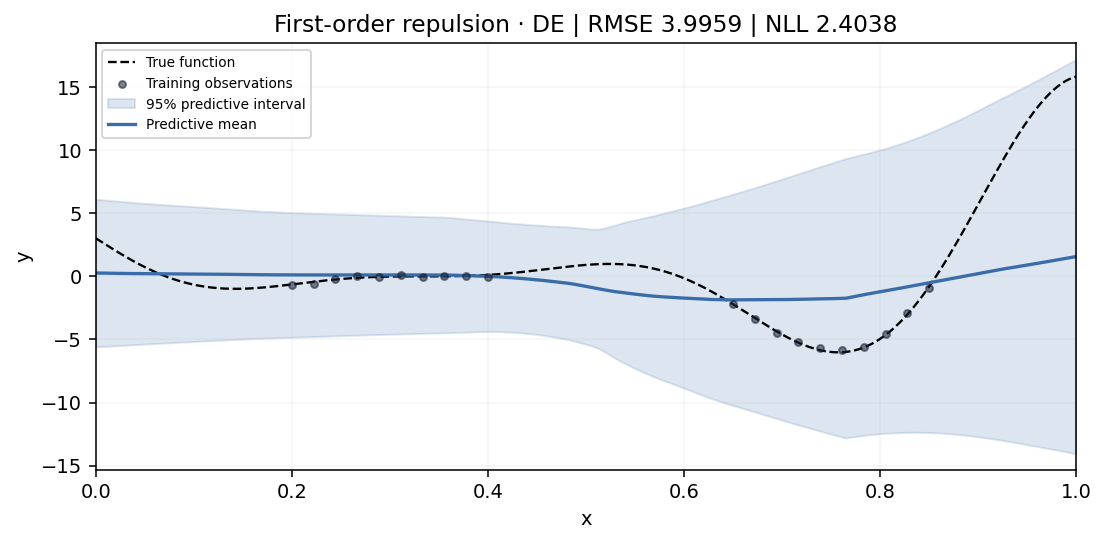 First-order repulsion · DE | RMSE 3.9959 | NLL 2.4038
True function
Training observations
95% predictive interval
Predictive mean
15
10
5
0
−5
−10
−15
y
0.0 0.2 0.4 0.6 0.8 1.0
x